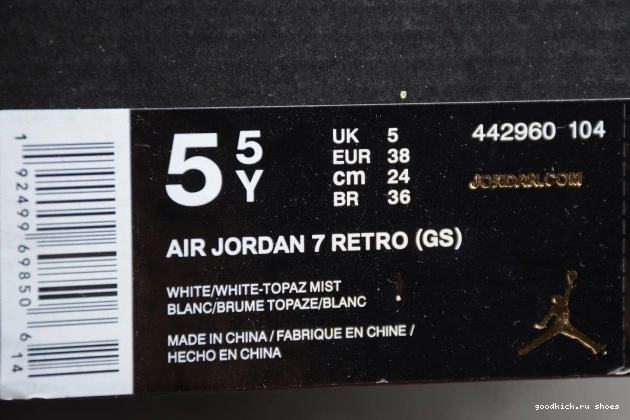 1 92499 69850 6 14
5 5 Y
UK 5
EUR 38
cm 24
BR 36
442960 104
JORDAN.COM
AIR JORDAN 7 RETRO (GS)
WHITE/WHITE-TOPAZ MIST
BLANC/BRUME TOPAZE/BLANC
MADE IN CHINA / FABRIQUE EN CHINE /
HECHO EN CHINA
goodkick.ru shoes